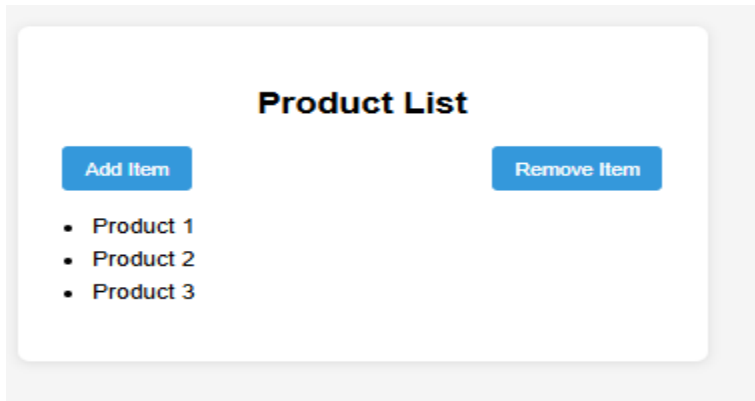 Product List
Add Item Remove Item
Product 1
Product 2
Product 3